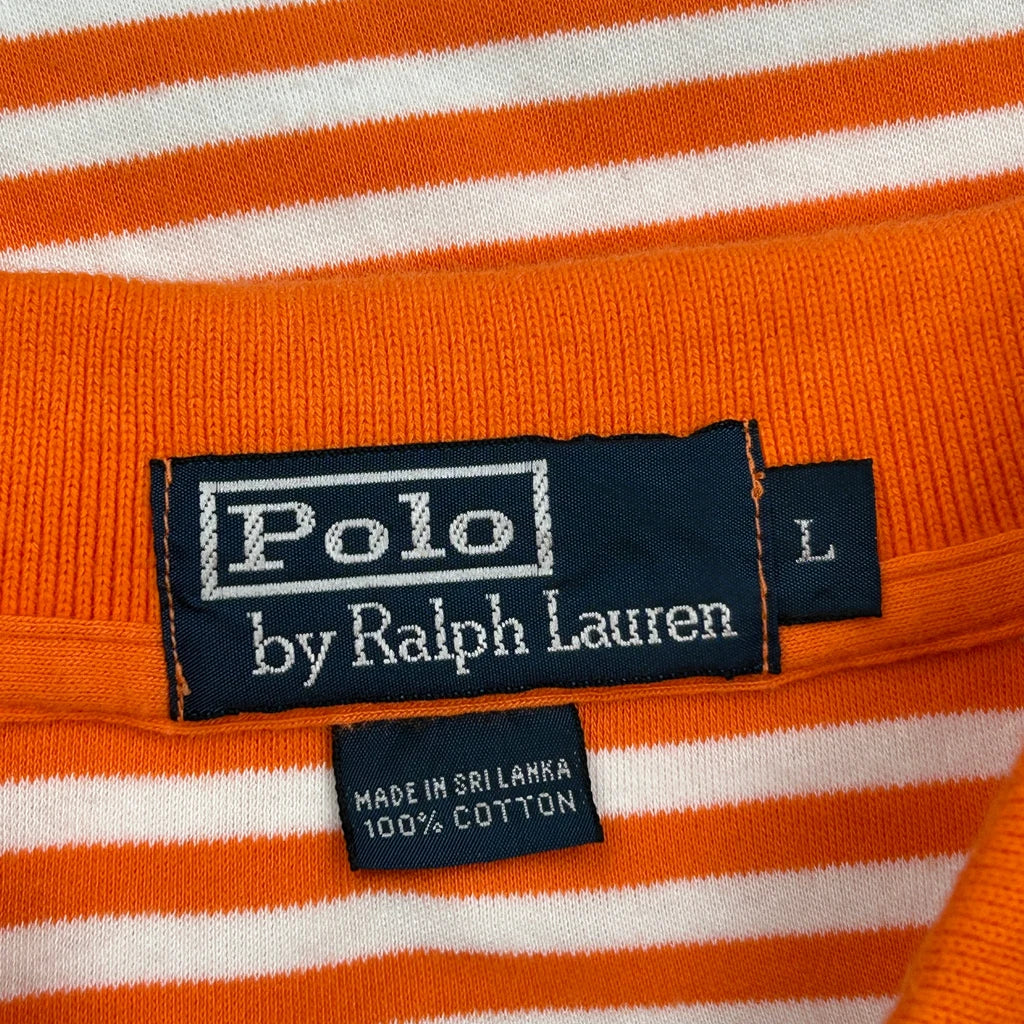 Polo
by Ralph Lauren
L
MADE IN SRI LANKA
100% COTTON